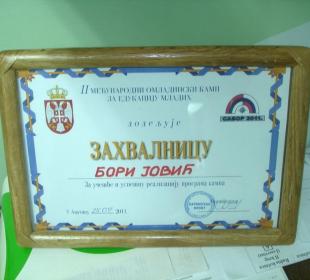 II МЕЂУНАРОДНИ ОМЛАДИНСКИ КАМП
ЗА ЕДУКАЦИЈУ МЛАДИХ
САБОР 2011.
додељује
ЗАХВАЛНИЦУ
БОРИ ЈОВИЋ
За учешће и успешну реализацију програма кампа
2011.